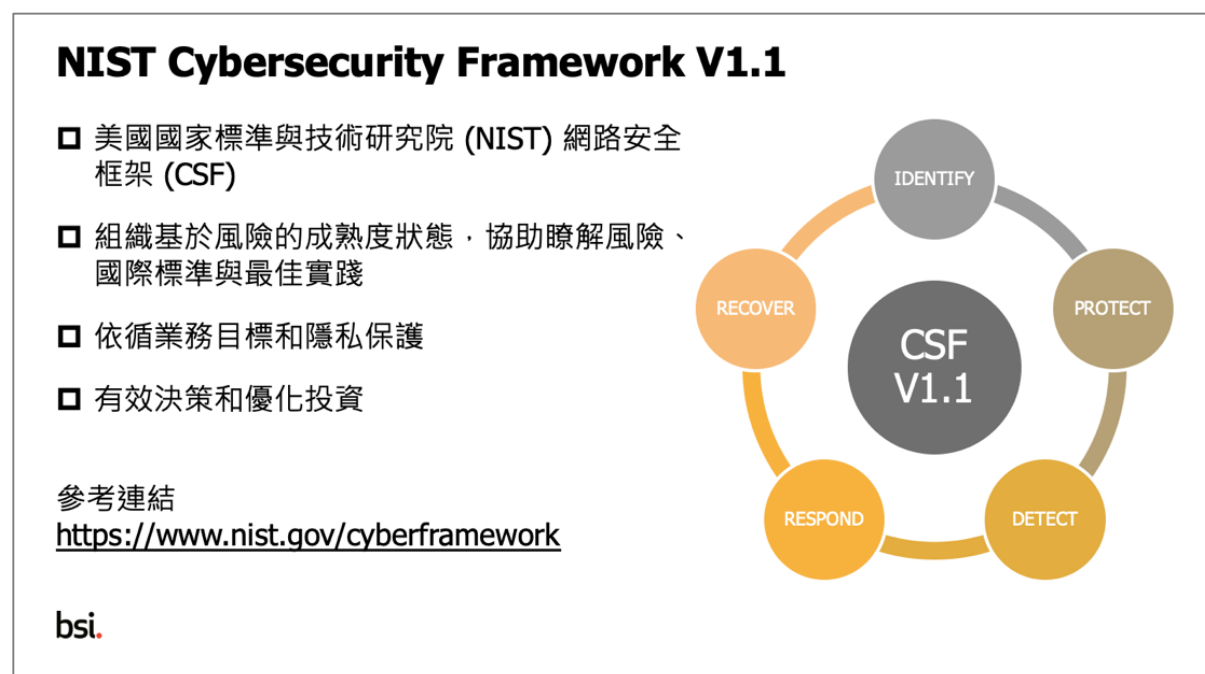 NIST Cybersecurity Framework V1.1
美國國家標準與技術研究院 (NIST) 網路安全
框架 (CSF)
組織基於風險的成熟度狀態，協助瞭解風險、
國際標準與最佳實踐
依循業務目標和隱私保護
有效決策和優化投資
參考連結
https://www.nist.gov/cyberframework
bsi.
IDENTIFY
PROTECT
DETECT
RESPOND
RECOVER
CSF
V1.1